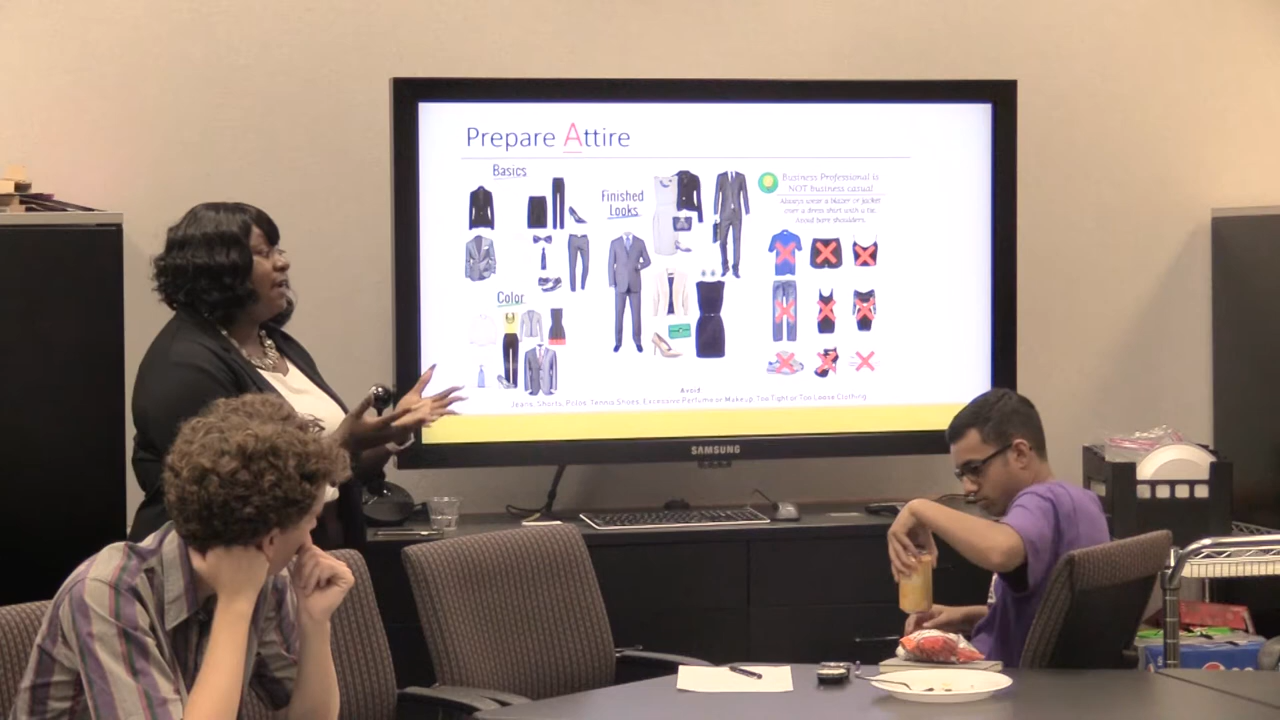 Prepare Attire
Basics
Finished
Looks
Color
Business Professional is
NOT business casual
Always wear a blazer or jacket
over a dress shirt with a tie.
Avoid bare shoulders.
Avoid
Jeans, Shorts, Polos, Tennis Shoes, Excessive Perfume or Makeup, Too Tight or Too Loose Clothing
SAMSUNG
pepsi